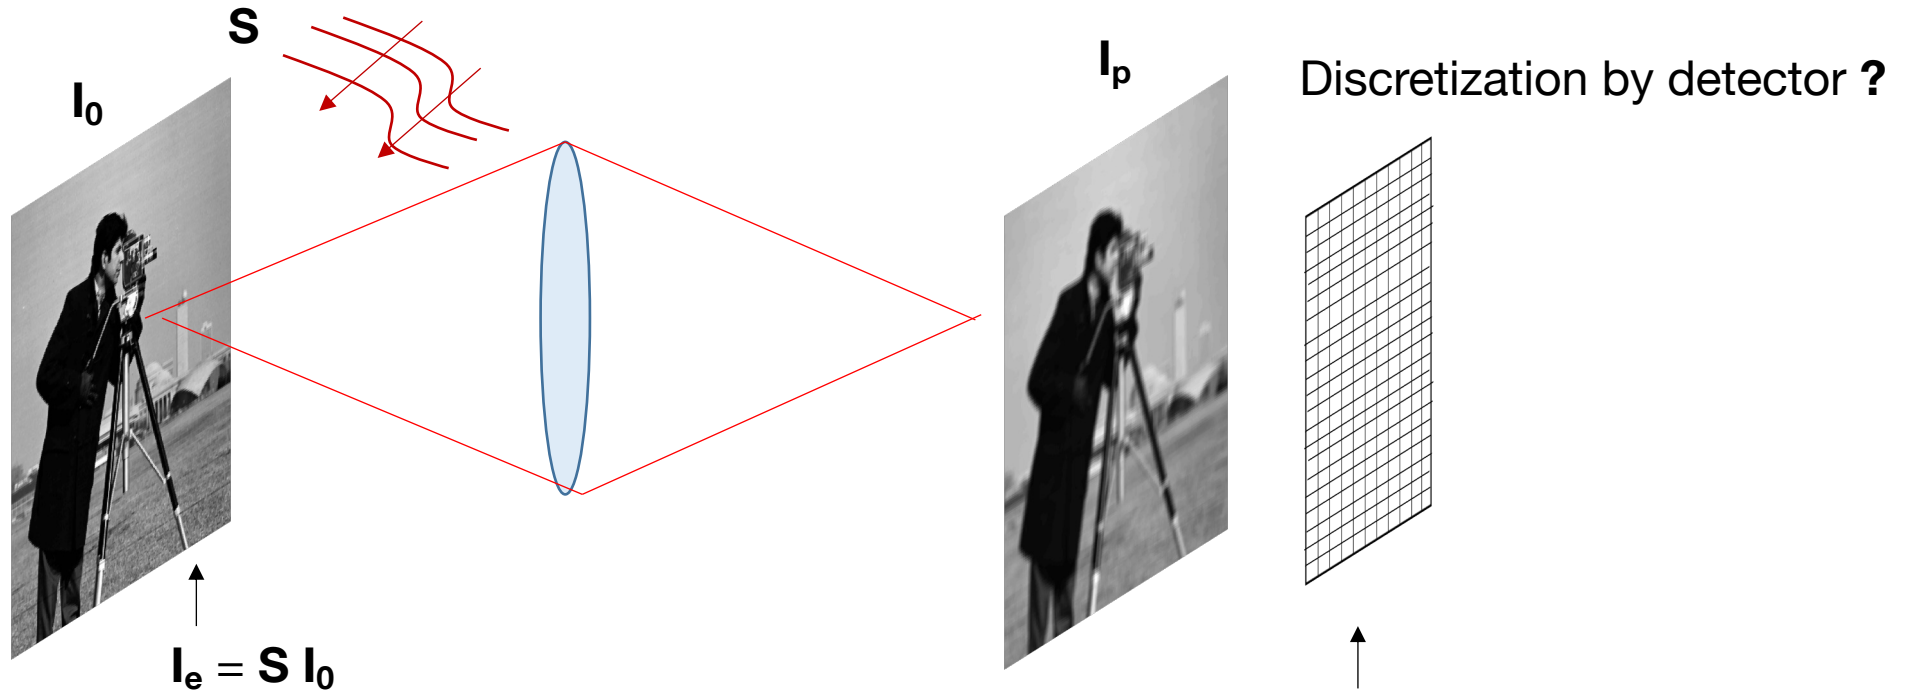 S
I₀
Iₚ
Discretization by detector ?
Iₑ = S I₀